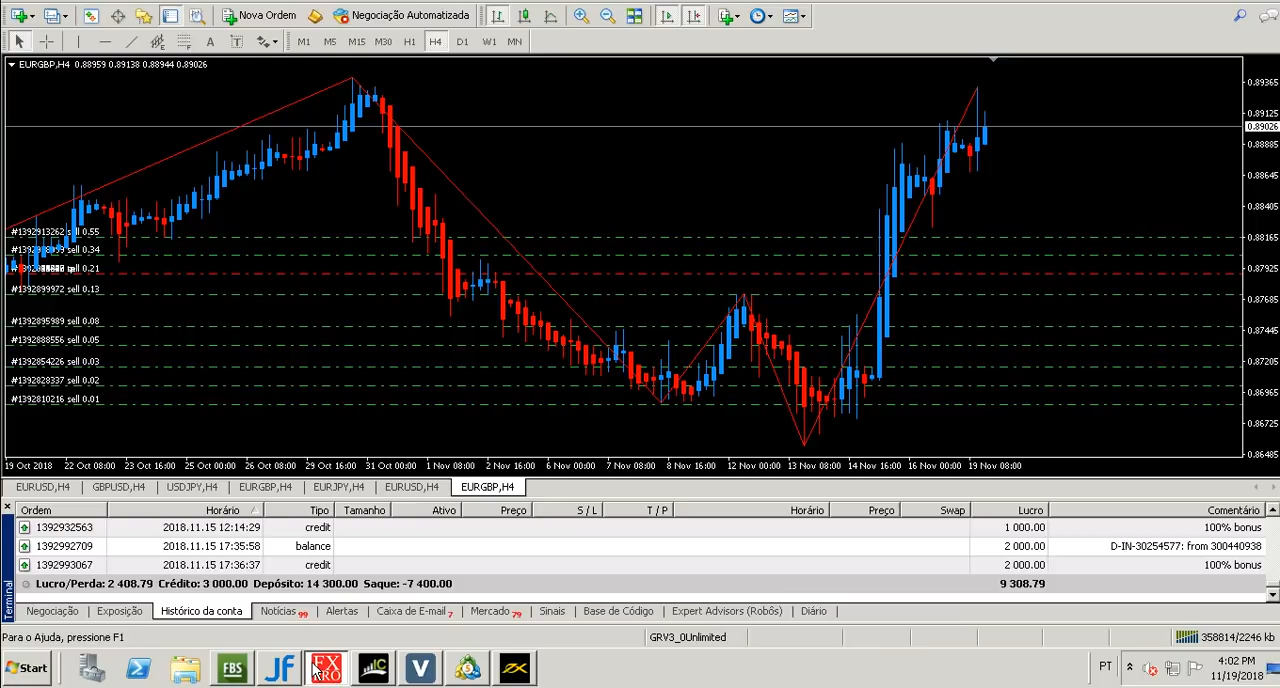 Nova Ordem Negociação Automatizada
A T M1 M5 M15 M30 H1 H4 D1 W1 MN
EURGBP,H4 0.88959 0.89138 0.88944 0.89026
0.89365
0.89125
0.89026
0.88885
0.88645
0.88405
#1392913262 sell 0.55
0.88165
sell 0.34
0.87925
0.21
#1392899972 sell 0.13
0.87685
#1392895989 sell 0.08
0.87445
#1392888556 sell 0.05
#1392854226 sell 0.03
0.87205
#1392828337 sell 0.02
0.86965
#1392810216 sell 0.01
0.86725
0.86485
19 Oct 2018 22 Oct 08:00 23 Oct 16:00 25 Oct 00:00 26 Oct 08:00 29 Oct 16:00 31 Oct 00:00 1 Nov 08:00 2 Nov 16:00 6 Nov 00:00 7 Nov 08:00 8 Nov 16:00 12 Nov 00:00 13 Nov 08:00 14 Nov 16:00 16 Nov 00:00 19 Nov 08:00
EURUSD,H4 GBPUSD,H4 USDJPY,H4 EURGBP,H4 EURJPY,H4 EURUSD,H4 EURGBP,H4
Ordem Horário Tipo Tamanho Ativo Preço S / L T / P Horário Preço Swap Lucro Comentário
1392932563 2018.11.15 12:14:29 credit 1 000.00 100% bonus
1392992709 2018.11.15 17:35:58 balance 2 000.00 D-IN-30254577: from 300440938
1392993067 2018.11.15 17:36:37 credit 2 000.00 100% bonus
Lucro/Perda: 2 408.79 Crédito: 3 000.00 Depósito: 14 300.00 Saque: -7 400.00 9 308.79
Terminal
Negociação Exposição Histórico da conta Notícias 99 Alertas Caixa de E-mail 7 Mercado 79 Sinais Base de Código Expert Advisors (Robôs) Diário
Para o Ajuda, pressione F1 GRV3_0Unlimited 358814/2246 kb
Start FBS JF FX V PT 4:02 PM
11/19/2018